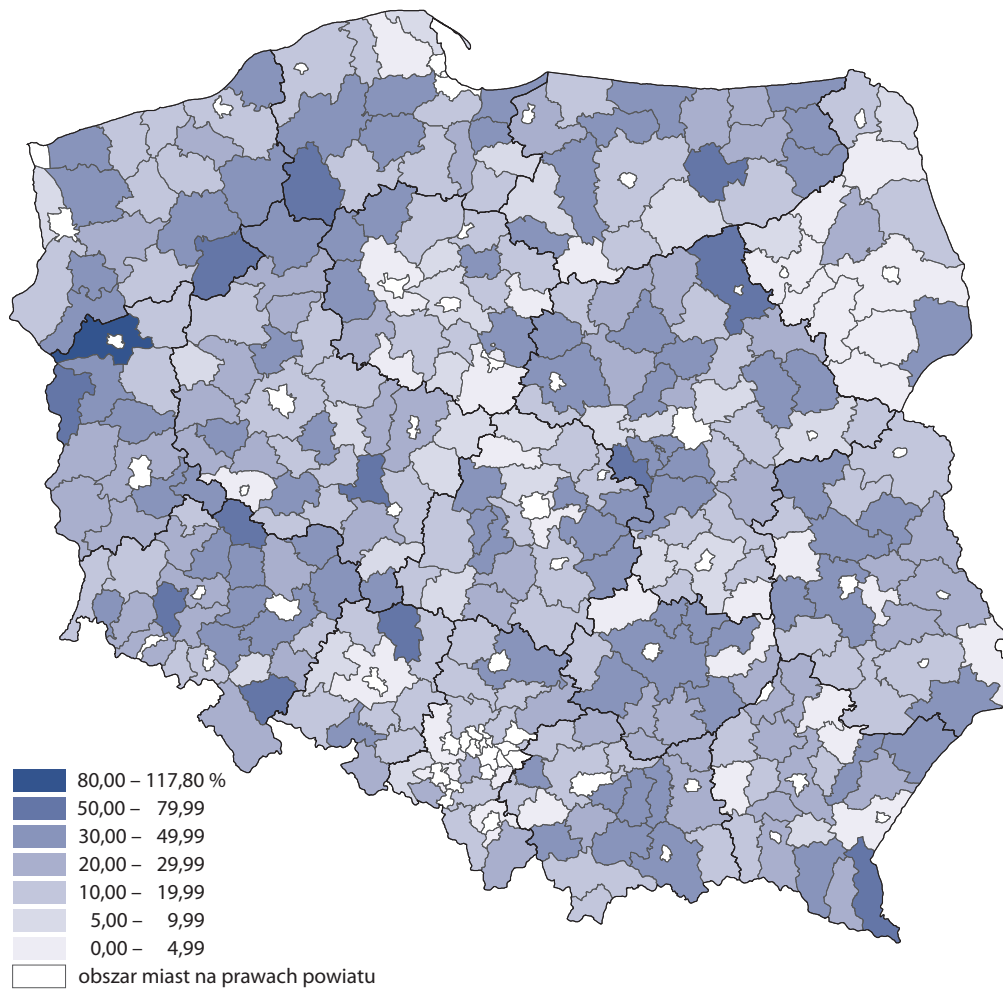 80,00 – 117,80 %
50,00 – 79,99
30,00 – 49,99
20,00 – 29,99
10,00 – 19,99
5,00 – 9,99
0,00 – 4,99
obszar miast na prawach powiatu